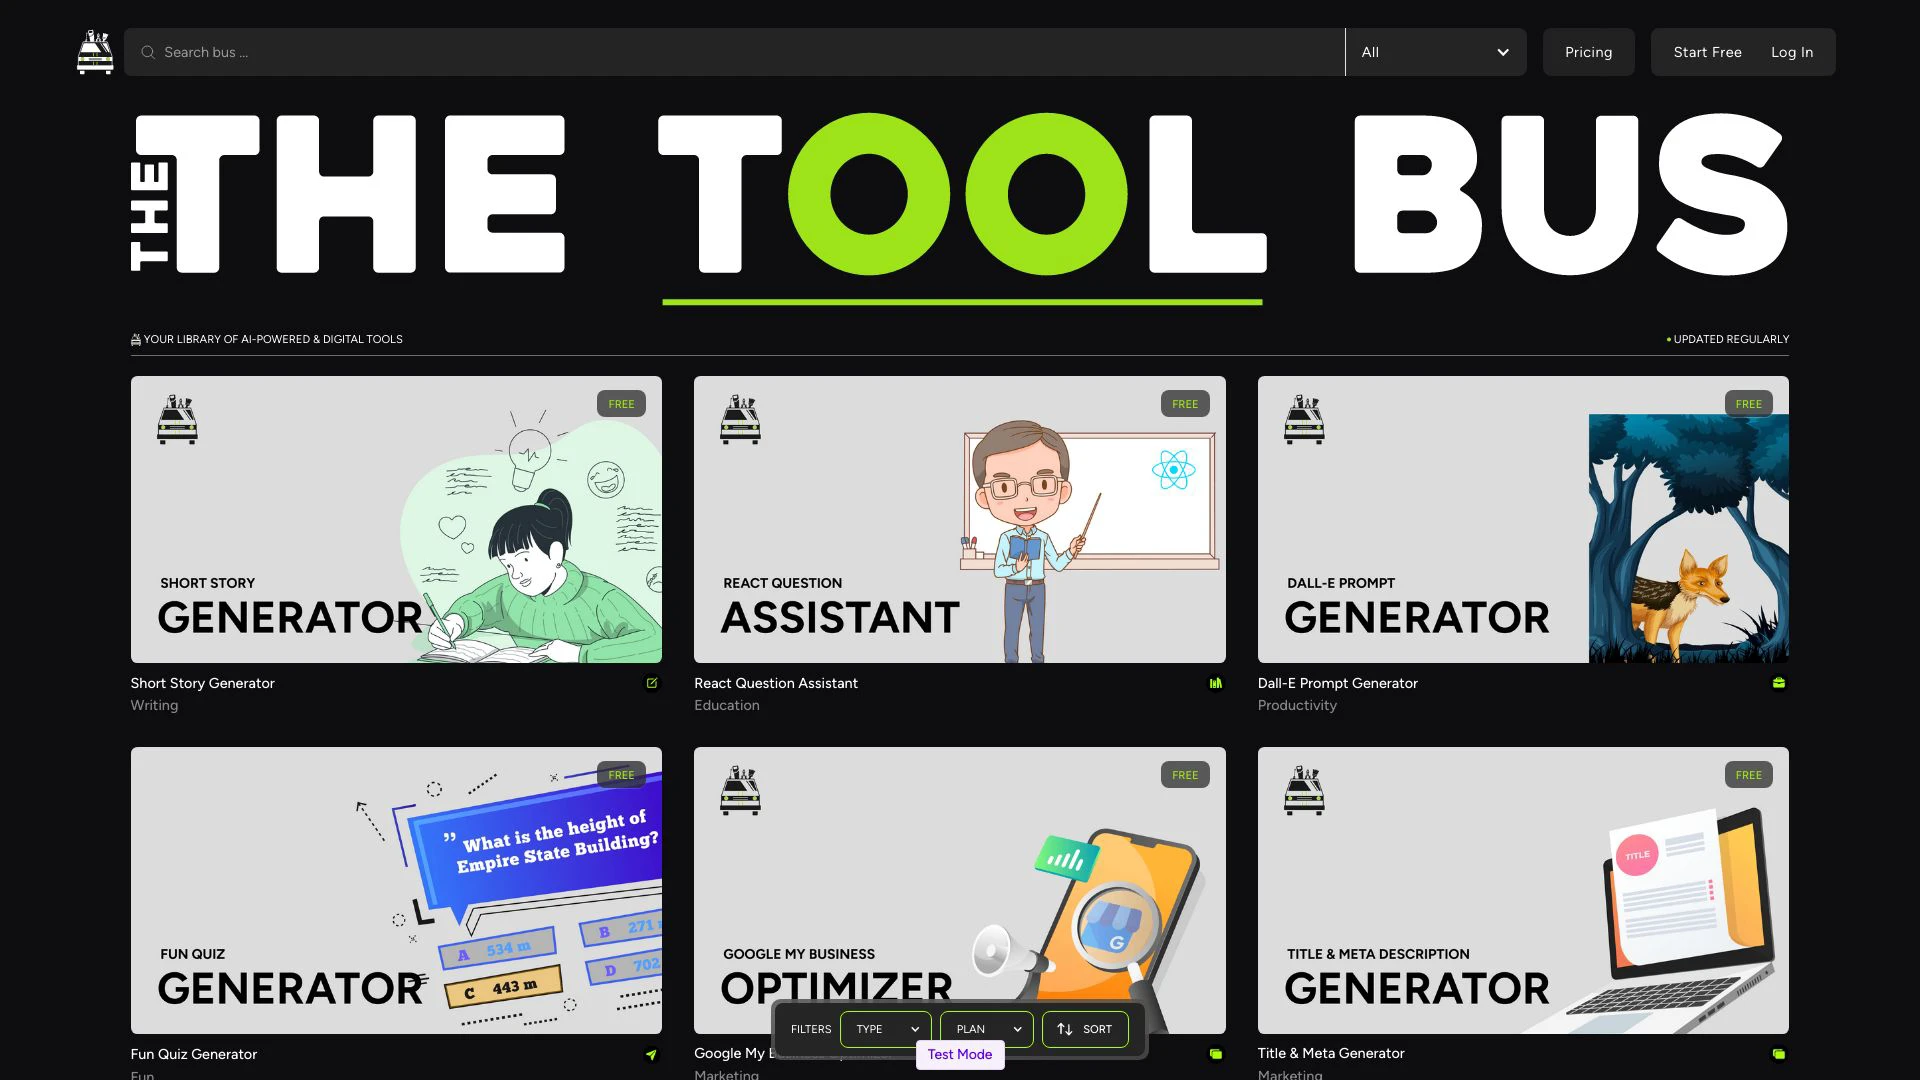 Search bus ...
All
Pricing
Start Free
Log In
THE
THE TOOL BUS
YOUR LIBRARY OF AI-POWERED & DIGITAL TOOLS
• UPDATED REGULARLY
FREE
SHORT STORY
GENERATOR
Short Story Generator
Writing
FREE
REACT QUESTION
ASSISTANT
React Question Assistant
Education
FREE
DALL-E PROMPT
GENERATOR
Dall-E Prompt Generator
Productivity
FREE
” What is the height of
Empire State Building?
A 534 m
B 271
C 443 m
D 702
FUN QUIZ
GENERATOR
Fun Quiz Generator
Fun
FREE
G
GOOGLE MY BUSINESS
OPTIMIZER
Google My Business Optimizer
Marketing
FREE
TITLE
TITLE & META DESCRIPTION
GENERATOR
Title & Meta Generator
Marketing
FILTERS
TYPE
PLAN
SORT
Test Mode